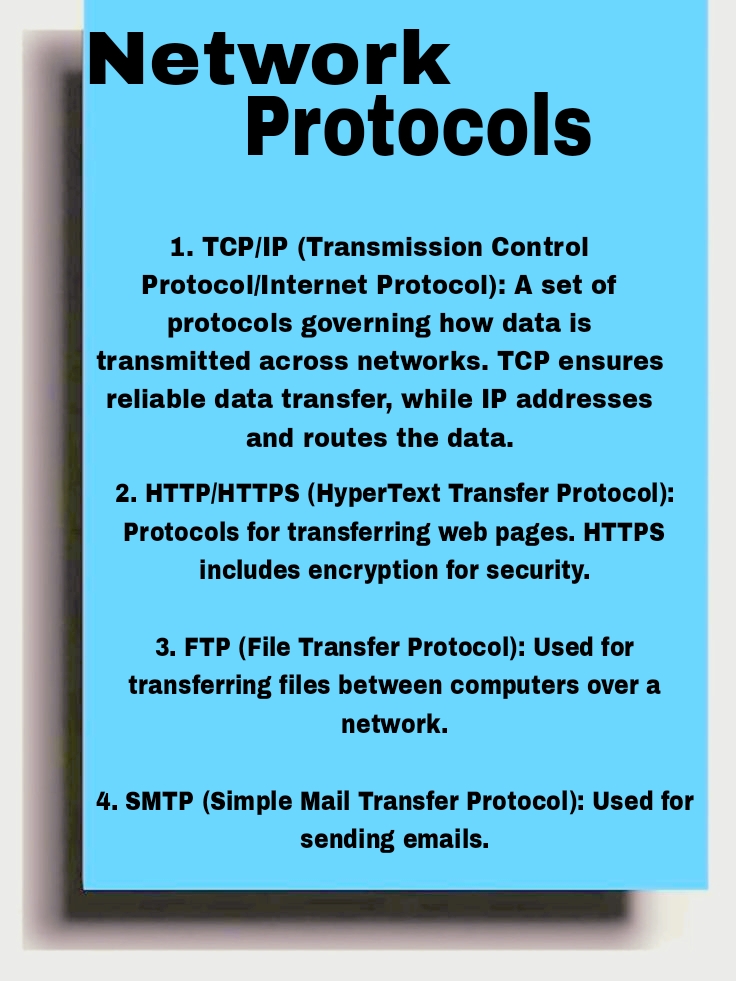 Network
Protocols
1. TCP/IP (Transmission Control
Protocol/Internet Protocol): A set of
protocols governing how data is
transmitted across networks. TCP ensures
reliable data transfer, while IP addresses
and routes the data.
2. HTTP/HTTPS (HyperText Transfer Protocol):
Protocols for transferring web pages. HTTPS
includes encryption for security.
3. FTP (File Transfer Protocol): Used for
transferring files between computers over a
network.
4. SMTP (Simple Mail Transfer Protocol): Used for
sending emails.